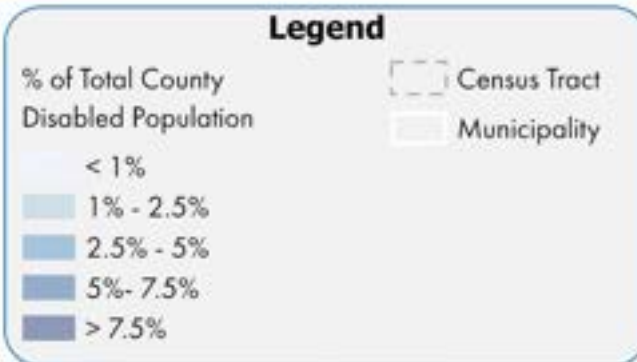 Legend
% of Total County
Disabled Population
< 1%
1% - 2.5%
2.5% - 5%
5%- 7.5%
> 7.5%
Census Tract
Municipality